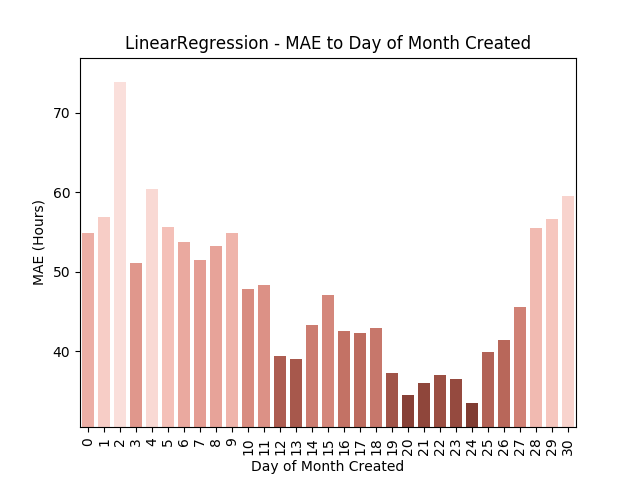 LinearRegression - MAE to Day of Month Created
MAE (Hours)
70
60
50
40
0 1 2 3 4 5 6 7 8 9 10 11 12 13 14 15 16 17 18 19 20 21 22 23 24 25 26 27 28 29 30
Day of Month Created